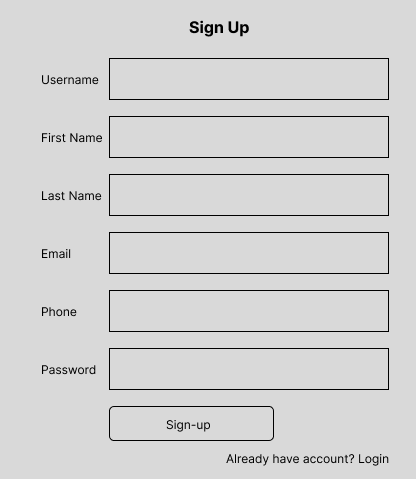 Sign Up
Username
First Name
Last Name
Email
Phone
Password
Sign-up
Already have account? Login